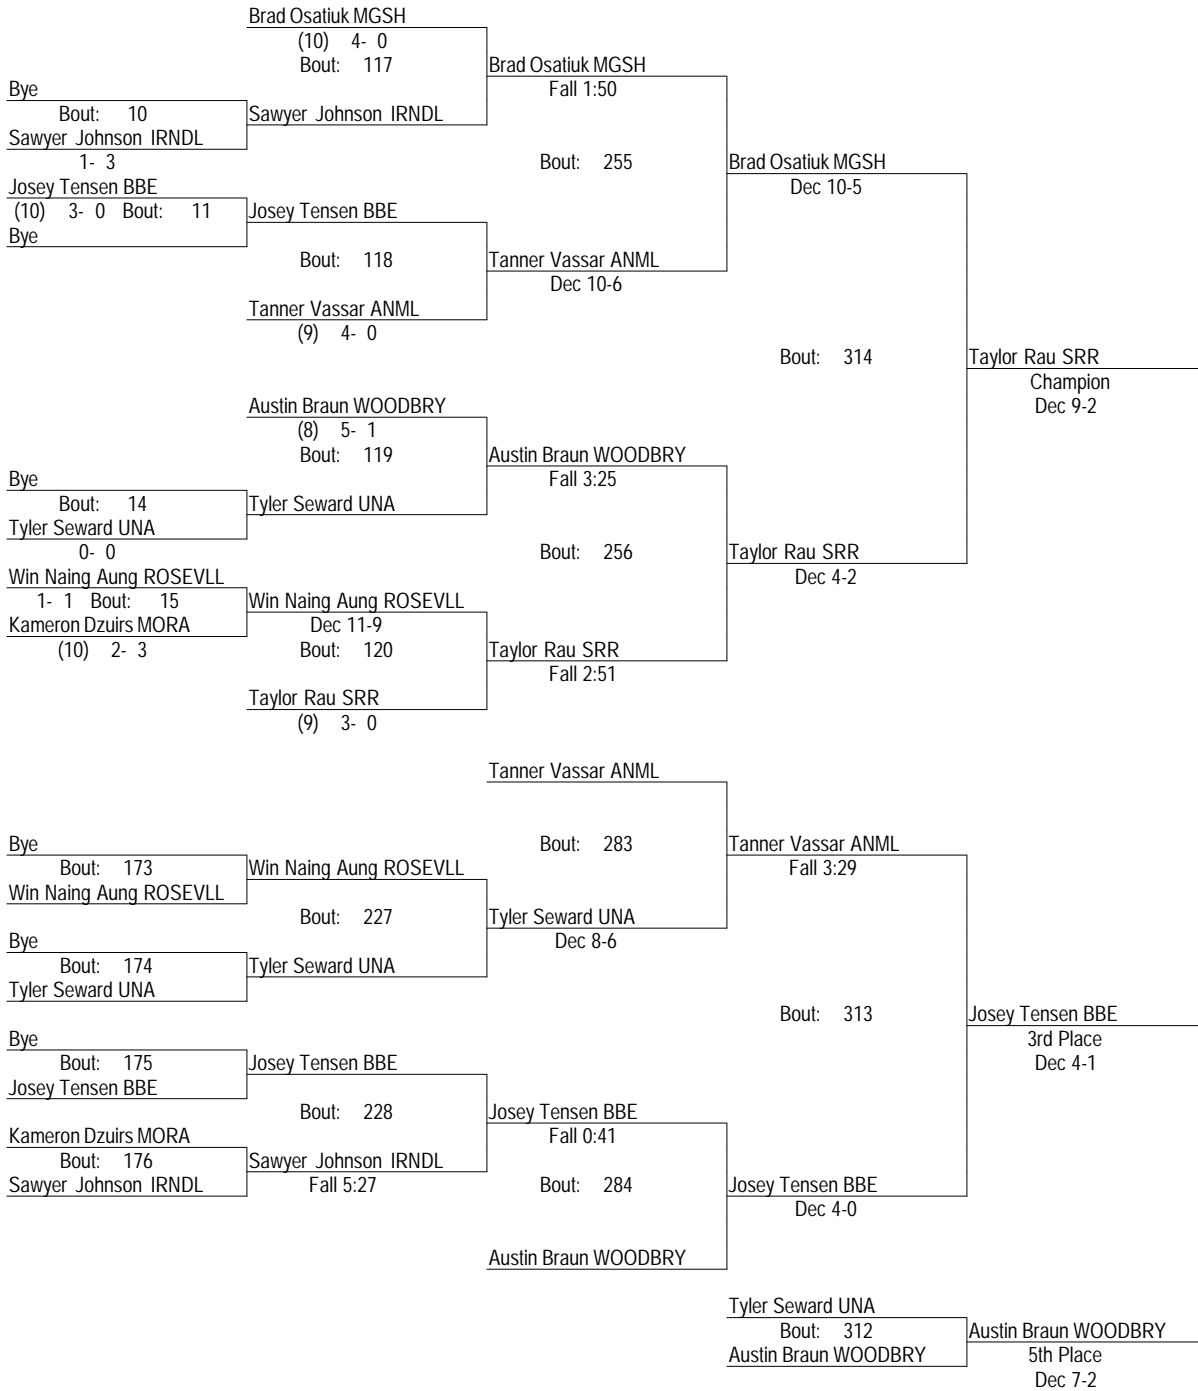 Brad Osatiuk MGSH
(10) 4- 0
Bout: 117
Brad Osatiuk MGSH
Fall 1:50
Bye
Bout: 10
Sawyer Johnson IRNDL
Sawyer Johnson IRNDL
1- 3
Bout: 255
Brad Osatiuk MGSH
Dec 10-5
Josey Tensen BBE
(10) 3- 0 Bout: 11
Josey Tensen BBE
Bye
Bout: 118
Tanner Vassar ANML
Dec 10-6
Tanner Vassar ANML
(9) 4- 0
Bout: 314
Taylor Rau SRR
Champion
Dec 9-2
Austin Braun WOODBRY
(8) 5- 1
Bout: 119
Austin Braun WOODBRY
Fall 3:25
Bye
Bout: 14
Tyler Seward UNA
Tyler Seward UNA
0- 0
Bout: 256
Taylor Rau SRR
Dec 4-2
Win Naing Aung ROSEVLL
1- 1 Bout: 15
Win Naing Aung ROSEVLL
Kameron Dzuirs MORA
Dec 11-9
(10) 2- 3
Bout: 120
Taylor Rau SRR
Fall 2:51
Taylor Rau SRR
(9) 3- 0
Tanner Vassar ANML
Bout: 283
Tanner Vassar ANML
Fall 3:29
Bye
Bout: 173
Win Naing Aung ROSEVLL
Win Naing Aung ROSEVLL
Bout: 227
Tyler Seward UNA
Dec 8-6
Bye
Bout: 174
Tyler Seward UNA
Tyler Seward UNA
Bout: 313
Josey Tensen BBE
3rd Place
Dec 4-1
Bye
Bout: 175
Josey Tensen BBE
Josey Tensen BBE
Bout: 228
Josey Tensen BBE
Fall 0:41
Kameron Dzuirs MORA
Bout: 176
Sawyer Johnson IRNDL
Sawyer Johnson IRNDL
Fall 5:27
Bout: 284
Josey Tensen BBE
Dec 4-0
Austin Braun WOODBRY
Tyler Seward UNA
Bout: 312
Austin Braun WOODBRY
Austin Braun WOODBRY
5th Place
Dec 7-2